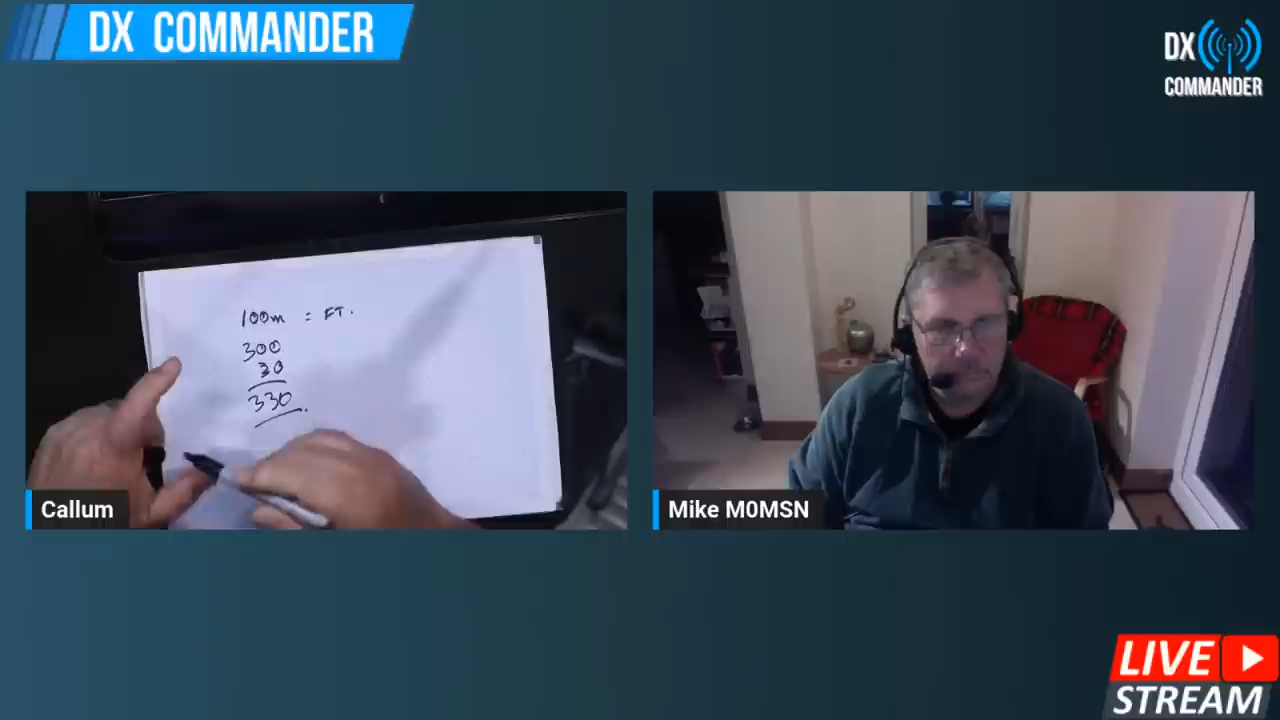 DX COMMANDER
DX
COMMANDER
100m = FT.
300
30
330
Callum
Mike M0MSN
LIVE
STREAM